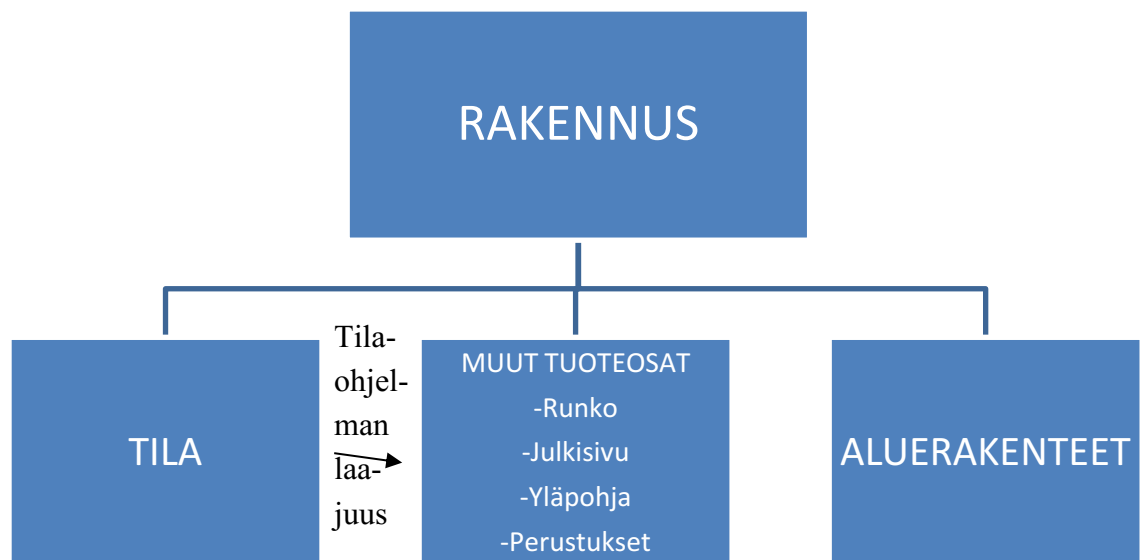 RAKENNUS
TILA
Tila-
ohjel-
man
laa-
juus
MUUT TUOTEOSAT
-Runko
-Julkisivu
-Yläpohja
-Perustukset
ALUERAKENTEET